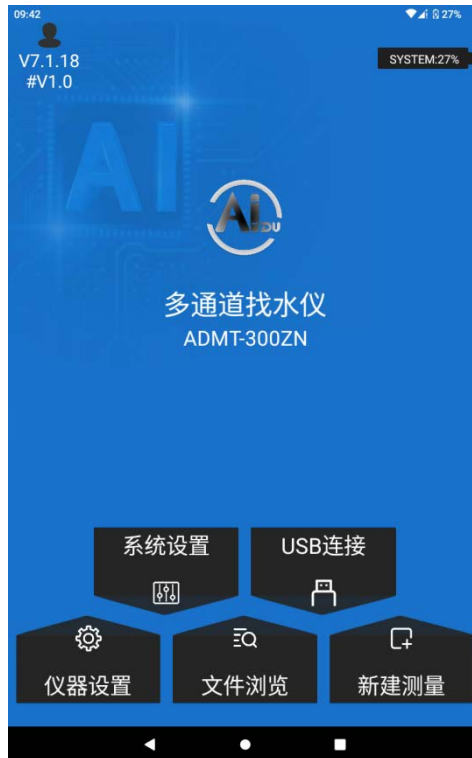 09:42
27%
V7.1.18
#V1.0
SYSTEM:27%
AI
Ai
ZDU
多通道找水仪
ADMT-300ZN
系统设置
USB连接
仪器设置
文件浏览
新建测量